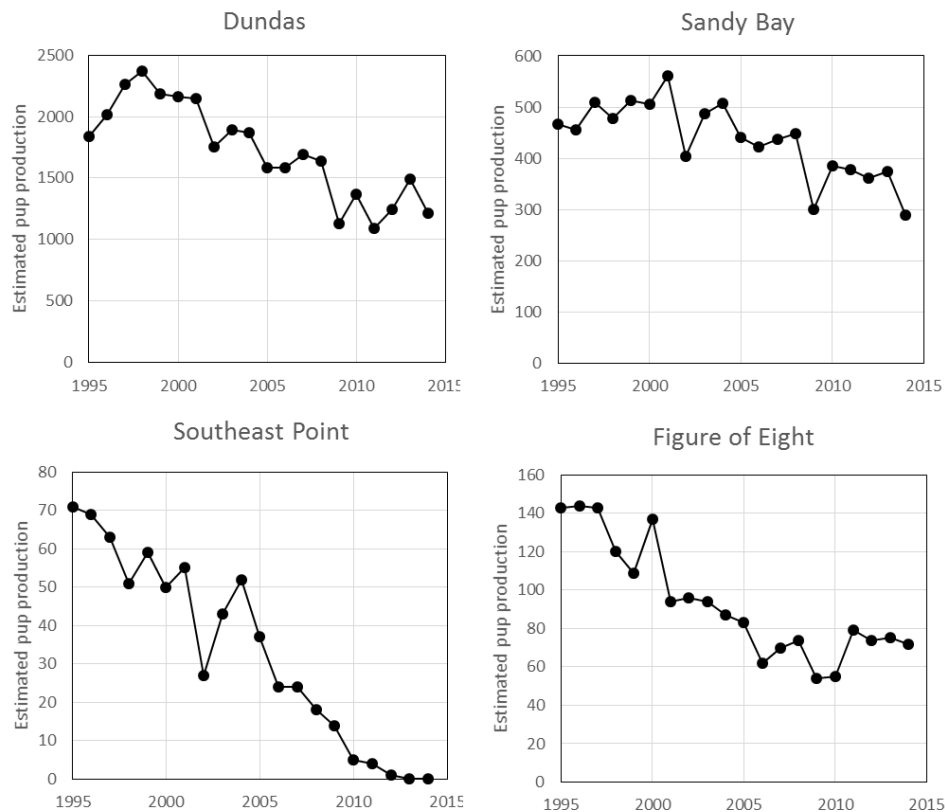 Dundas
Estimated pup production
2500
2000
1500
1000
500
0
1995 2000 2005 2010 2015
Sandy Bay
Estimated pup production
600
500
400
300
200
100
0
1995 2000 2005 2010 2015
Southeast Point
Estimated pup production
80
70
60
50
40
30
20
10
0
1995 2000 2005 2010 2015
Figure of Eight
Estimated pup production
160
140
120
100
80
60
40
20
0
1995 2000 2005 2010 2015